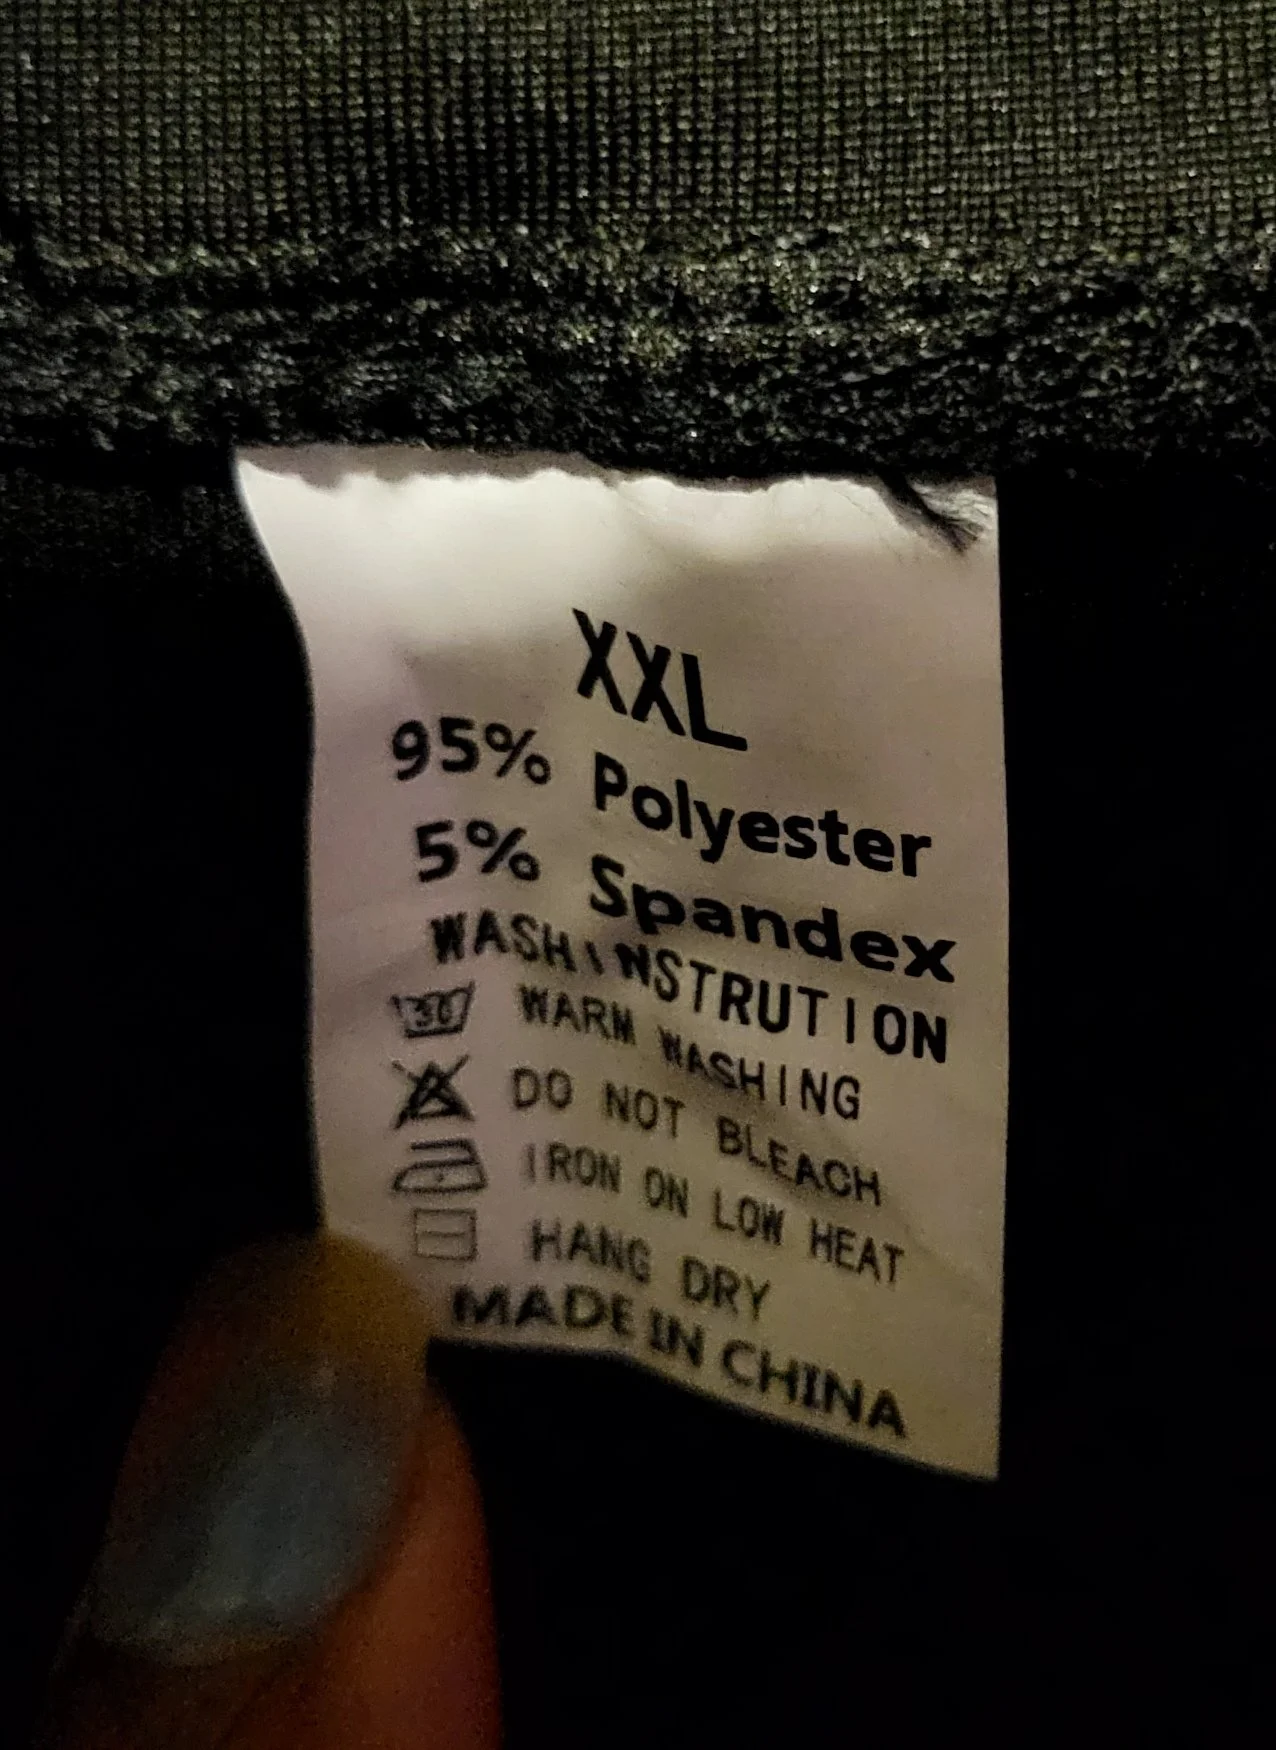 XXL
95% Polyester
5% Spandex
WASH INSTRUTION
30 WARM WASHING
DO NOT BLEACH
IRON ON LOW HEAT
HANG DRY
MADE IN CHINA